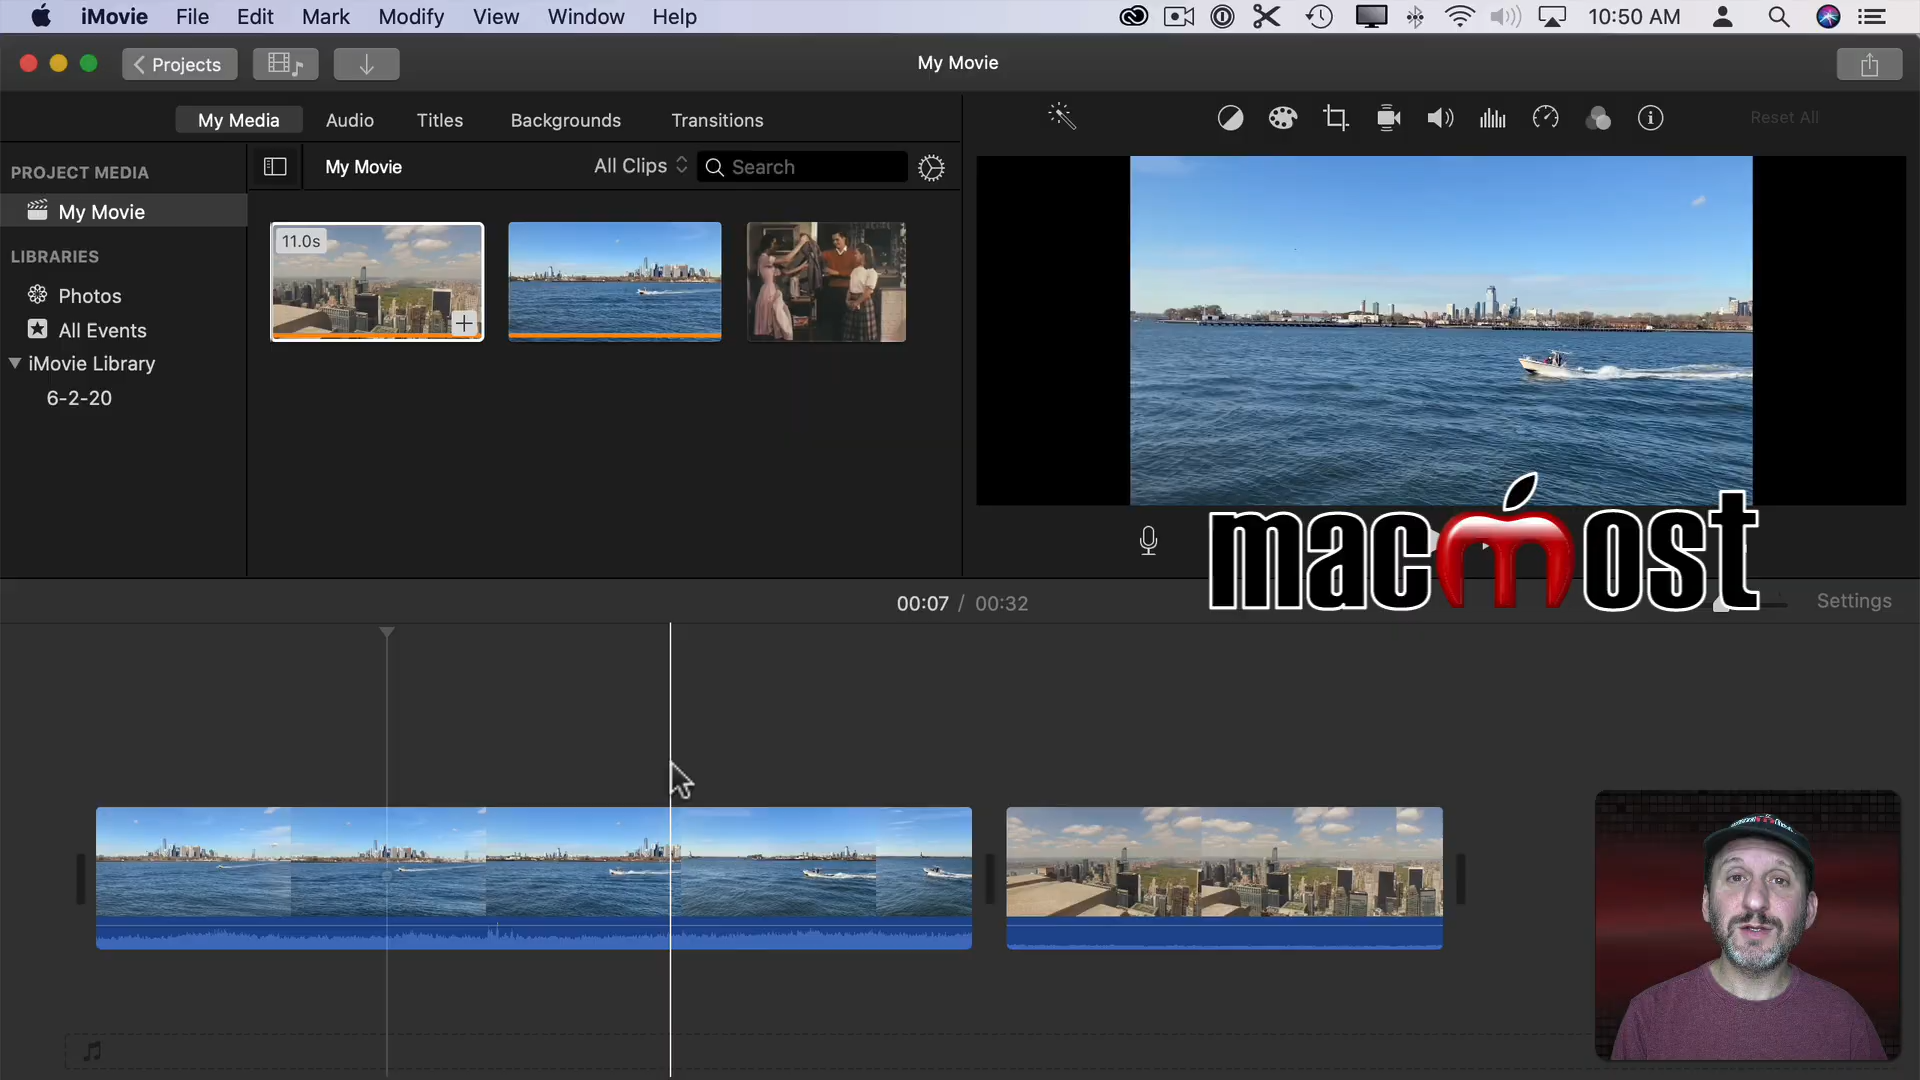 iMovie File Edit Mark Modify View Window Help 10:50 AM
Projects My Movie
My Media Audio Titles Backgrounds Transitions Reset All
PROJECT MEDIA My Movie All Clips Search
My Movie
11.0s
LIBRARIES
Photos
All Events
iMovie Library
6-2-20
macmost
00:07 / 00:32 Settings